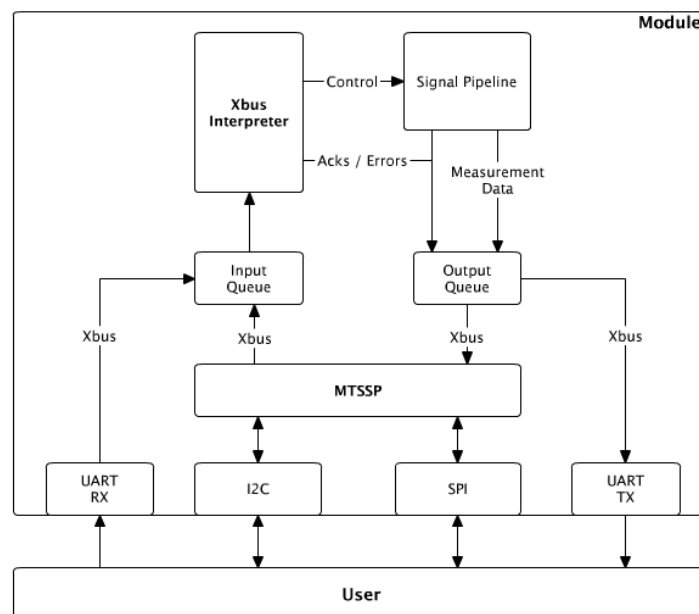 Module
Xbus
Interpreter
Control
Signal Pipeline
Acks / Errors
Measurement
Data
Input
Queue
Output
Queue
Xbus
Xbus
Xbus
Xbus
MTSSP
UART
RX
I2C
SPI
UART
TX
User